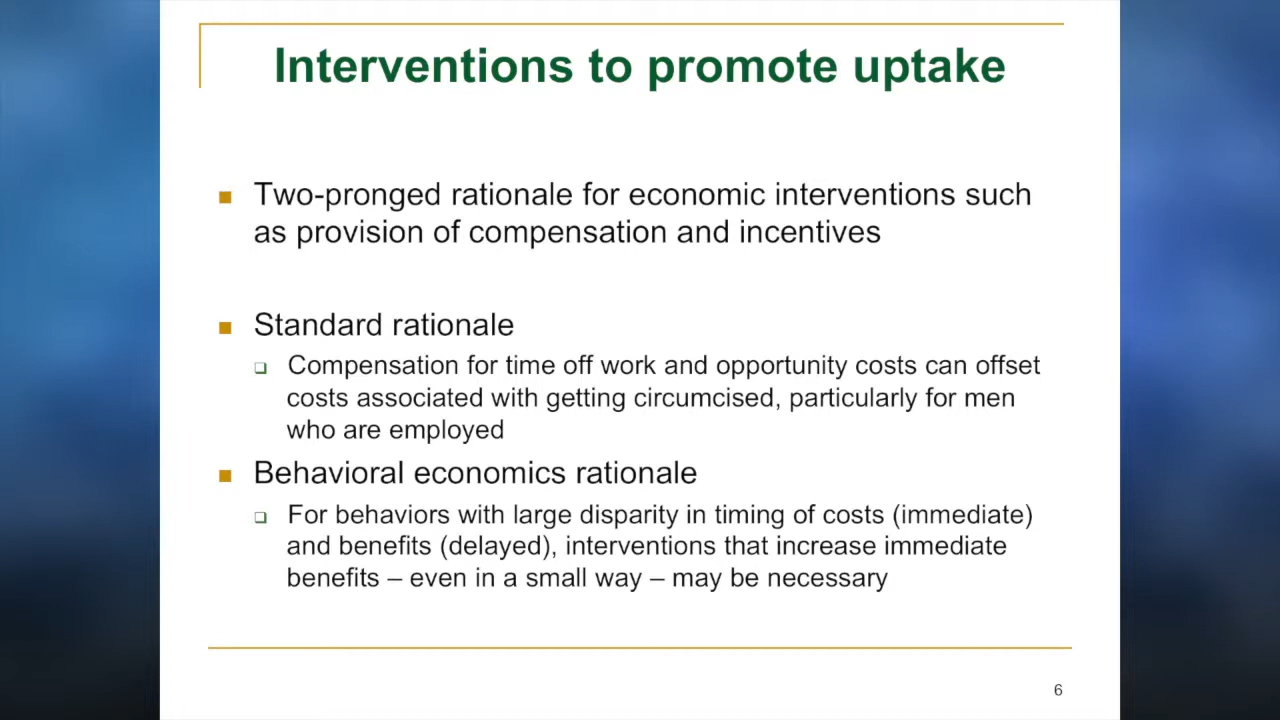 Interventions to promote uptake
Two-pronged rationale for economic interventions such
as provision of compensation and incentives
Standard rationale
Compensation for time off work and opportunity costs can offset
costs associated with getting circumcised, particularly for men
who are employed
Behavioral economics rationale
For behaviors with large disparity in timing of costs (immediate)
and benefits (delayed), interventions that increase immediate
benefits – even in a small way – may be necessary
6